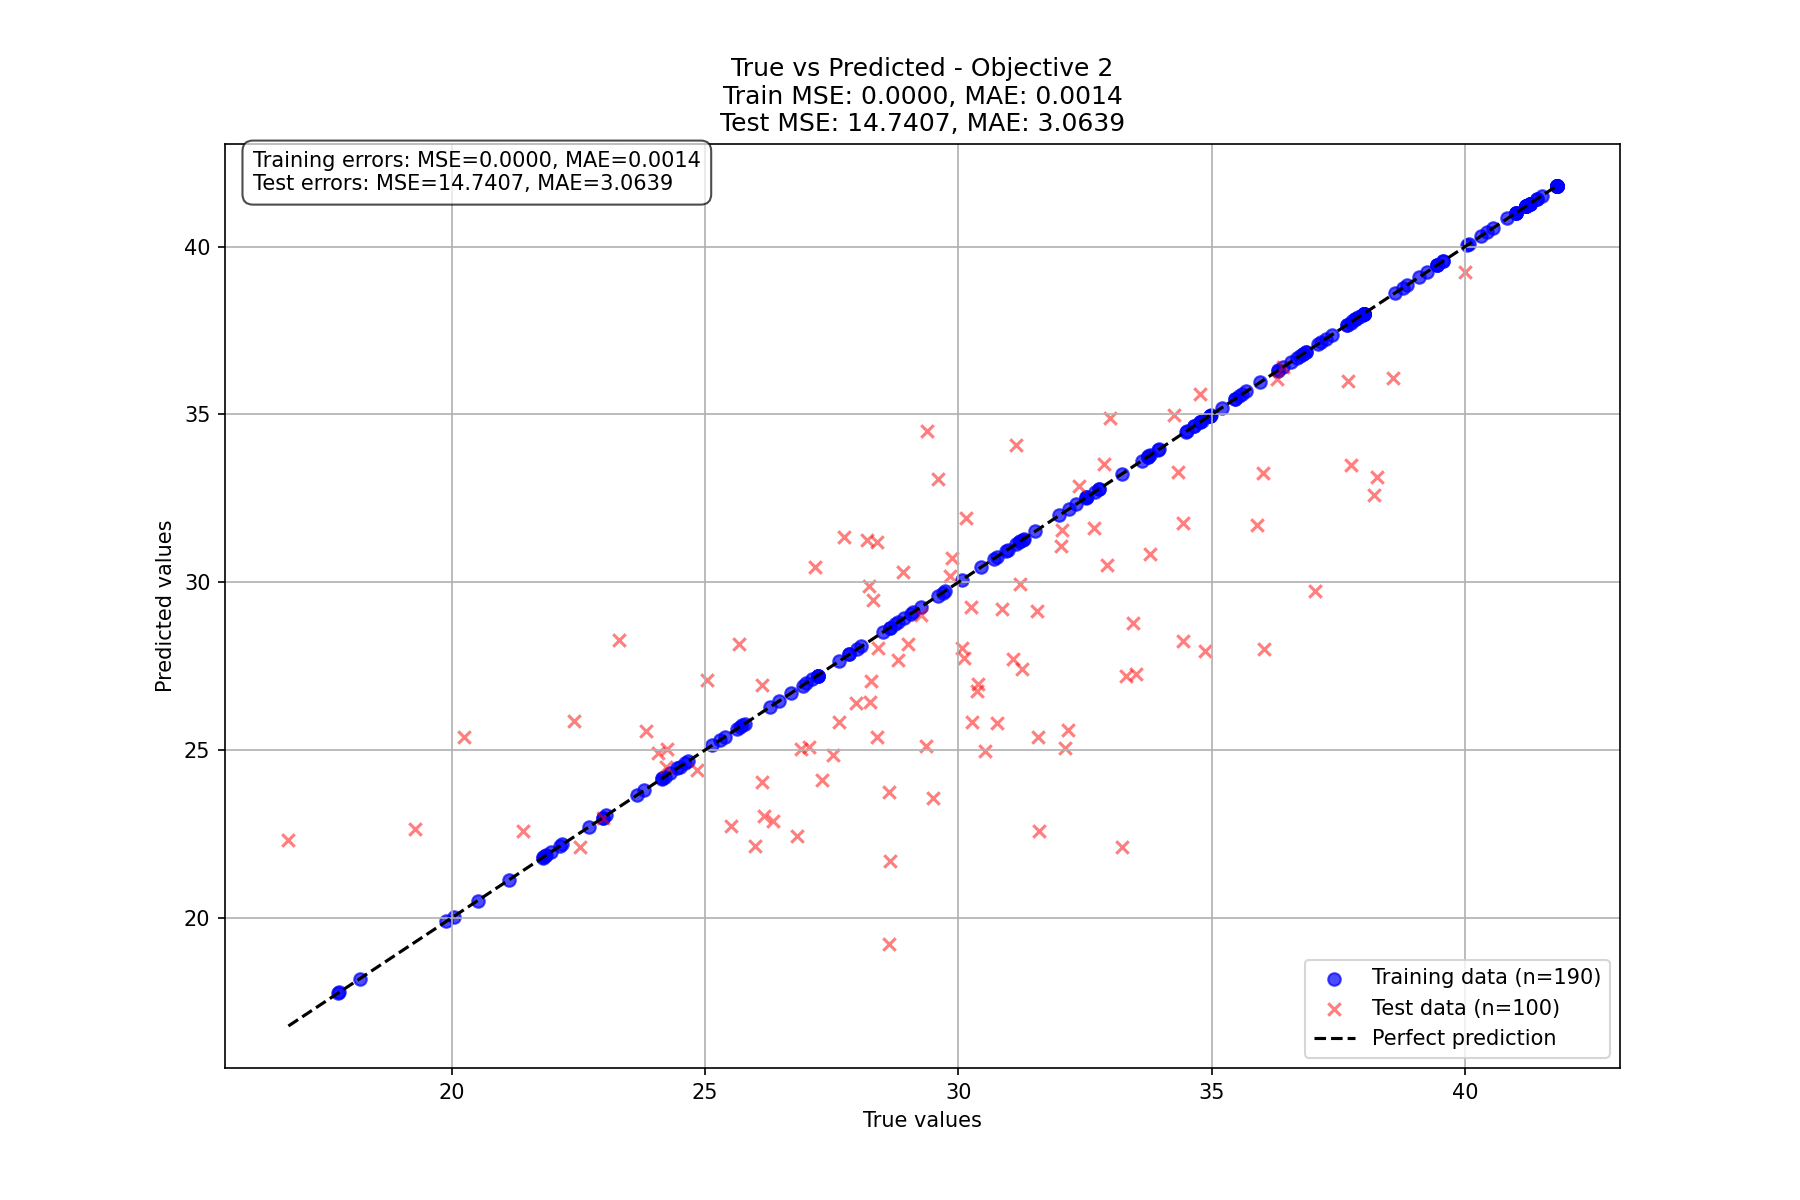 True vs Predicted - Objective 2
Train MSE: 0.0000, MAE: 0.0014
Test MSE: 14.7407, MAE: 3.0639
Training errors: MSE=0.0000, MAE=0.0014
Test errors: MSE=14.7407, MAE=3.0639
Predicted values
40
35
30
25
20
Training data (n=190)
Test data (n=100)
Perfect prediction
20
25
30
35
40
True values